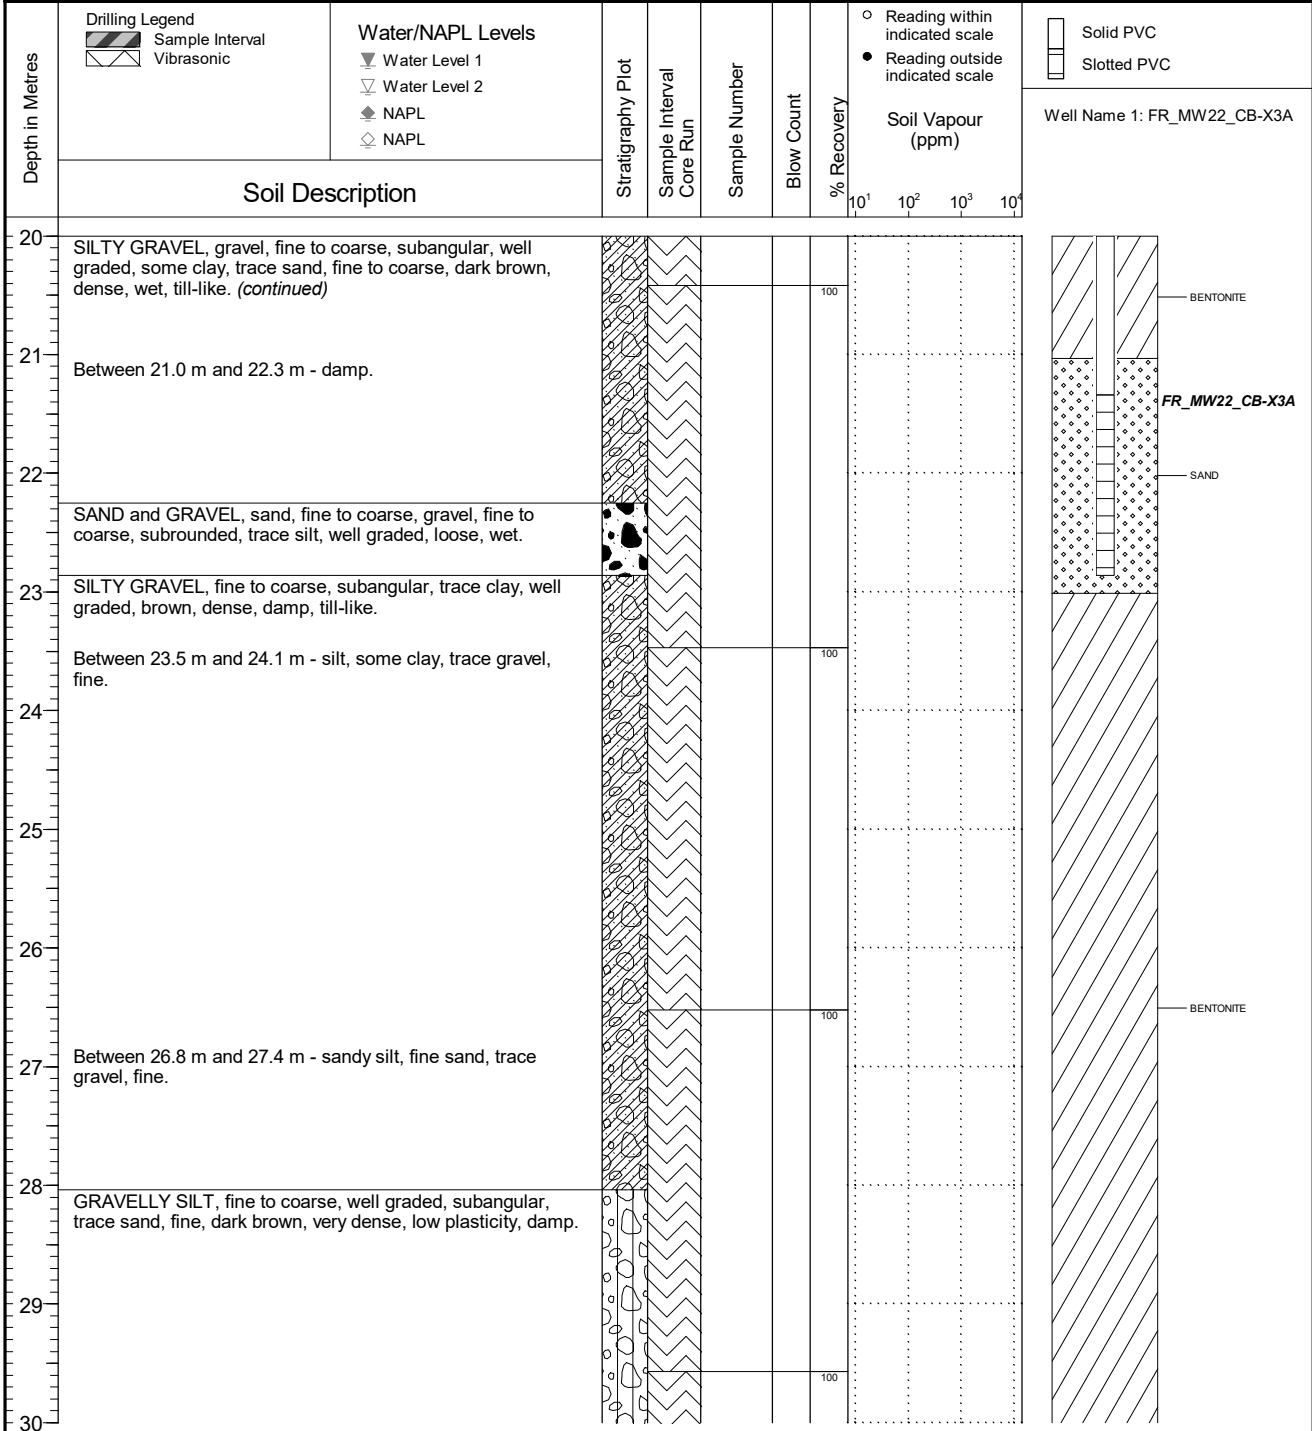 Drilling Legend
Sample Interval
Vibrasonic
Water/NAPL Levels
Water Level 1
Water Level 2
NAPL
NAPL
Depth in Metres
Soil Description
Stratigraphy Plot
Sample Interval
Core Run
Sample Number
Blow Count
% Recovery
Reading within
indicated scale
Reading outside
indicated scale
Soil Vapour
(ppm)
10¹ 10² 10³ 10⁴
Solid PVC
Slotted PVC
Well Name 1: FR_MW22_CB-X3A
20
SILTY GRAVEL, gravel, fine to coarse, subangular, well
graded, some clay, trace sand, fine to coarse, dark brown,
dense, wet, till-like. (continued)
100
BENTONITE
21
Between 21.0 m and 22.3 m - damp.
FR_MW22_CB-X3A
22
SAND
SAND and GRAVEL, sand, fine to coarse, gravel, fine to
coarse, subrounded, trace silt, well graded, loose, wet.
23
SILTY GRAVEL, fine to coarse, subangular, trace clay, well
graded, brown, dense, damp, till-like.
Between 23.5 m and 24.1 m - silt, some clay, trace gravel,
fine.
100
24
25
26
100
BENTONITE
27
Between 26.8 m and 27.4 m - sandy silt, fine sand, trace
gravel, fine.
28
GRAVELLY SILT, fine to coarse, well graded, subangular,
trace sand, fine, dark brown, very dense, low plasticity, damp.
29
100
30